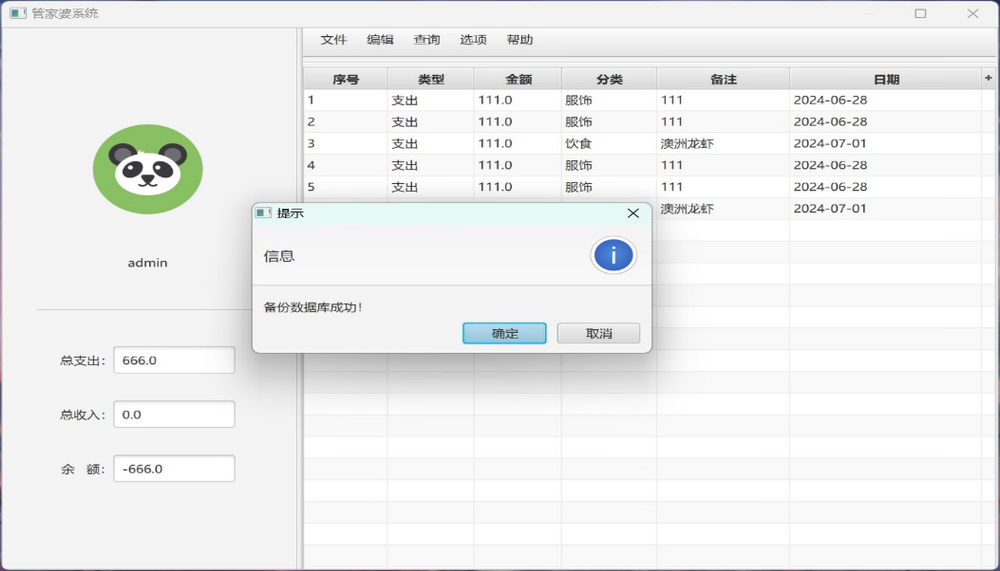 管家婆系统
文件 编辑 查询 选项 帮助
序号 类型 金额 分类 备注 日期 +
1 支出 111.0 服饰 111 2024-06-28
2 支出 111.0 服饰 111 2024-06-28
3 支出 111.0 饮食 澳洲龙虾 2024-07-01
4 支出 111.0 服饰 111 2024-06-28
5 支出 111.0 服饰 111 2024-06-28
澳洲龙虾 2024-07-01
admin
总支出: 666.0
总收入: 0.0
余 额: -666.0
提示
信息
i
备份数据库成功!
确定 取消